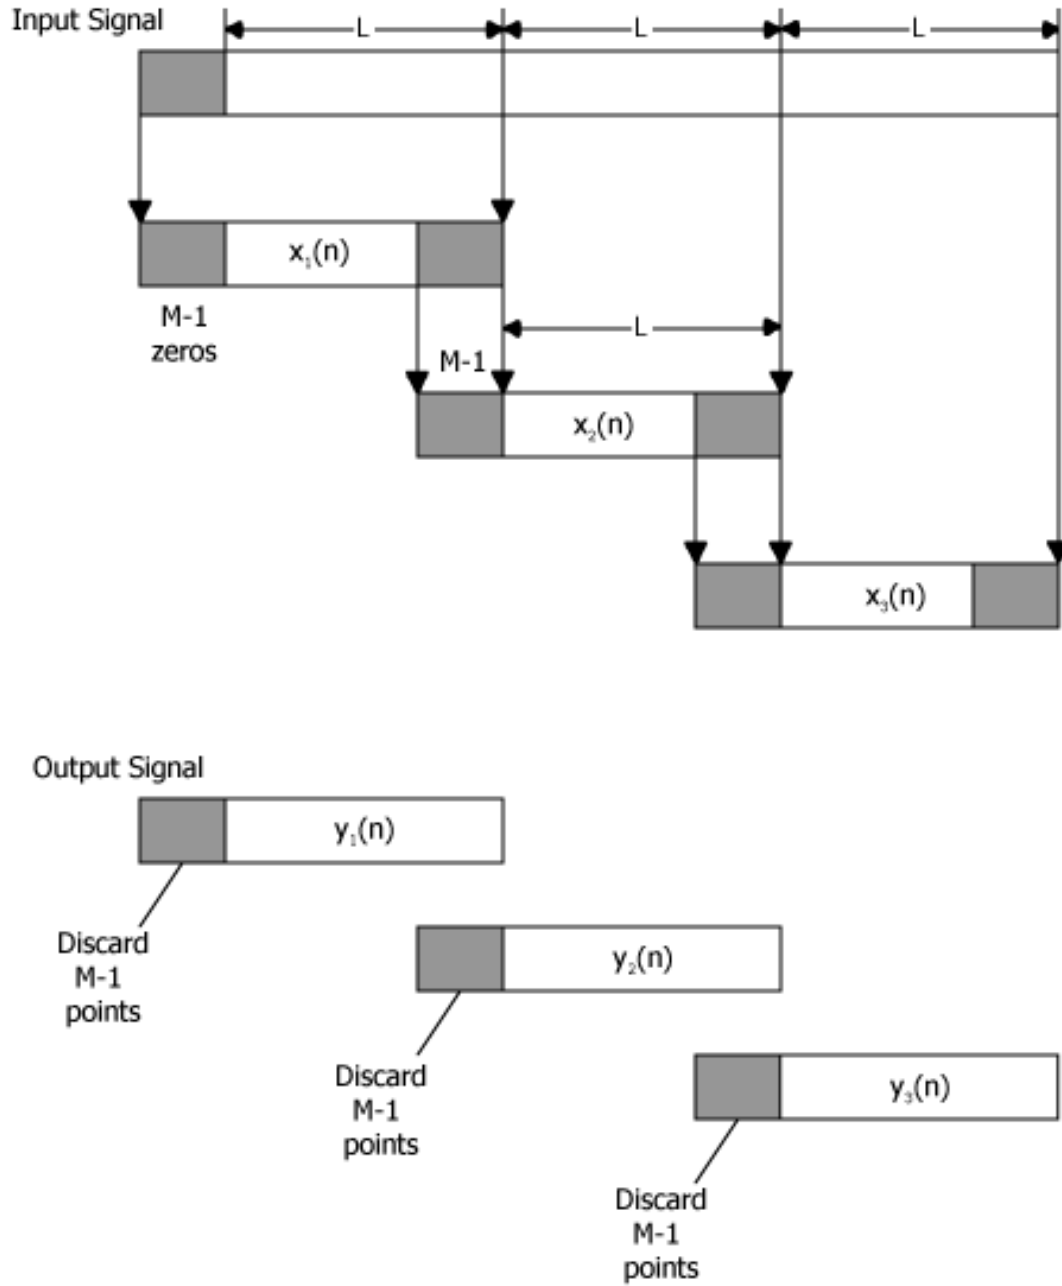 Input Signal
L
L
L
x₁(n)
M-1
zeros
L
M-1
x₂(n)
x₃(n)
Output Signal
y₁(n)
Discard
M-1
points
y₂(n)
Discard
M-1
points
y₃(n)
Discard
M-1
points